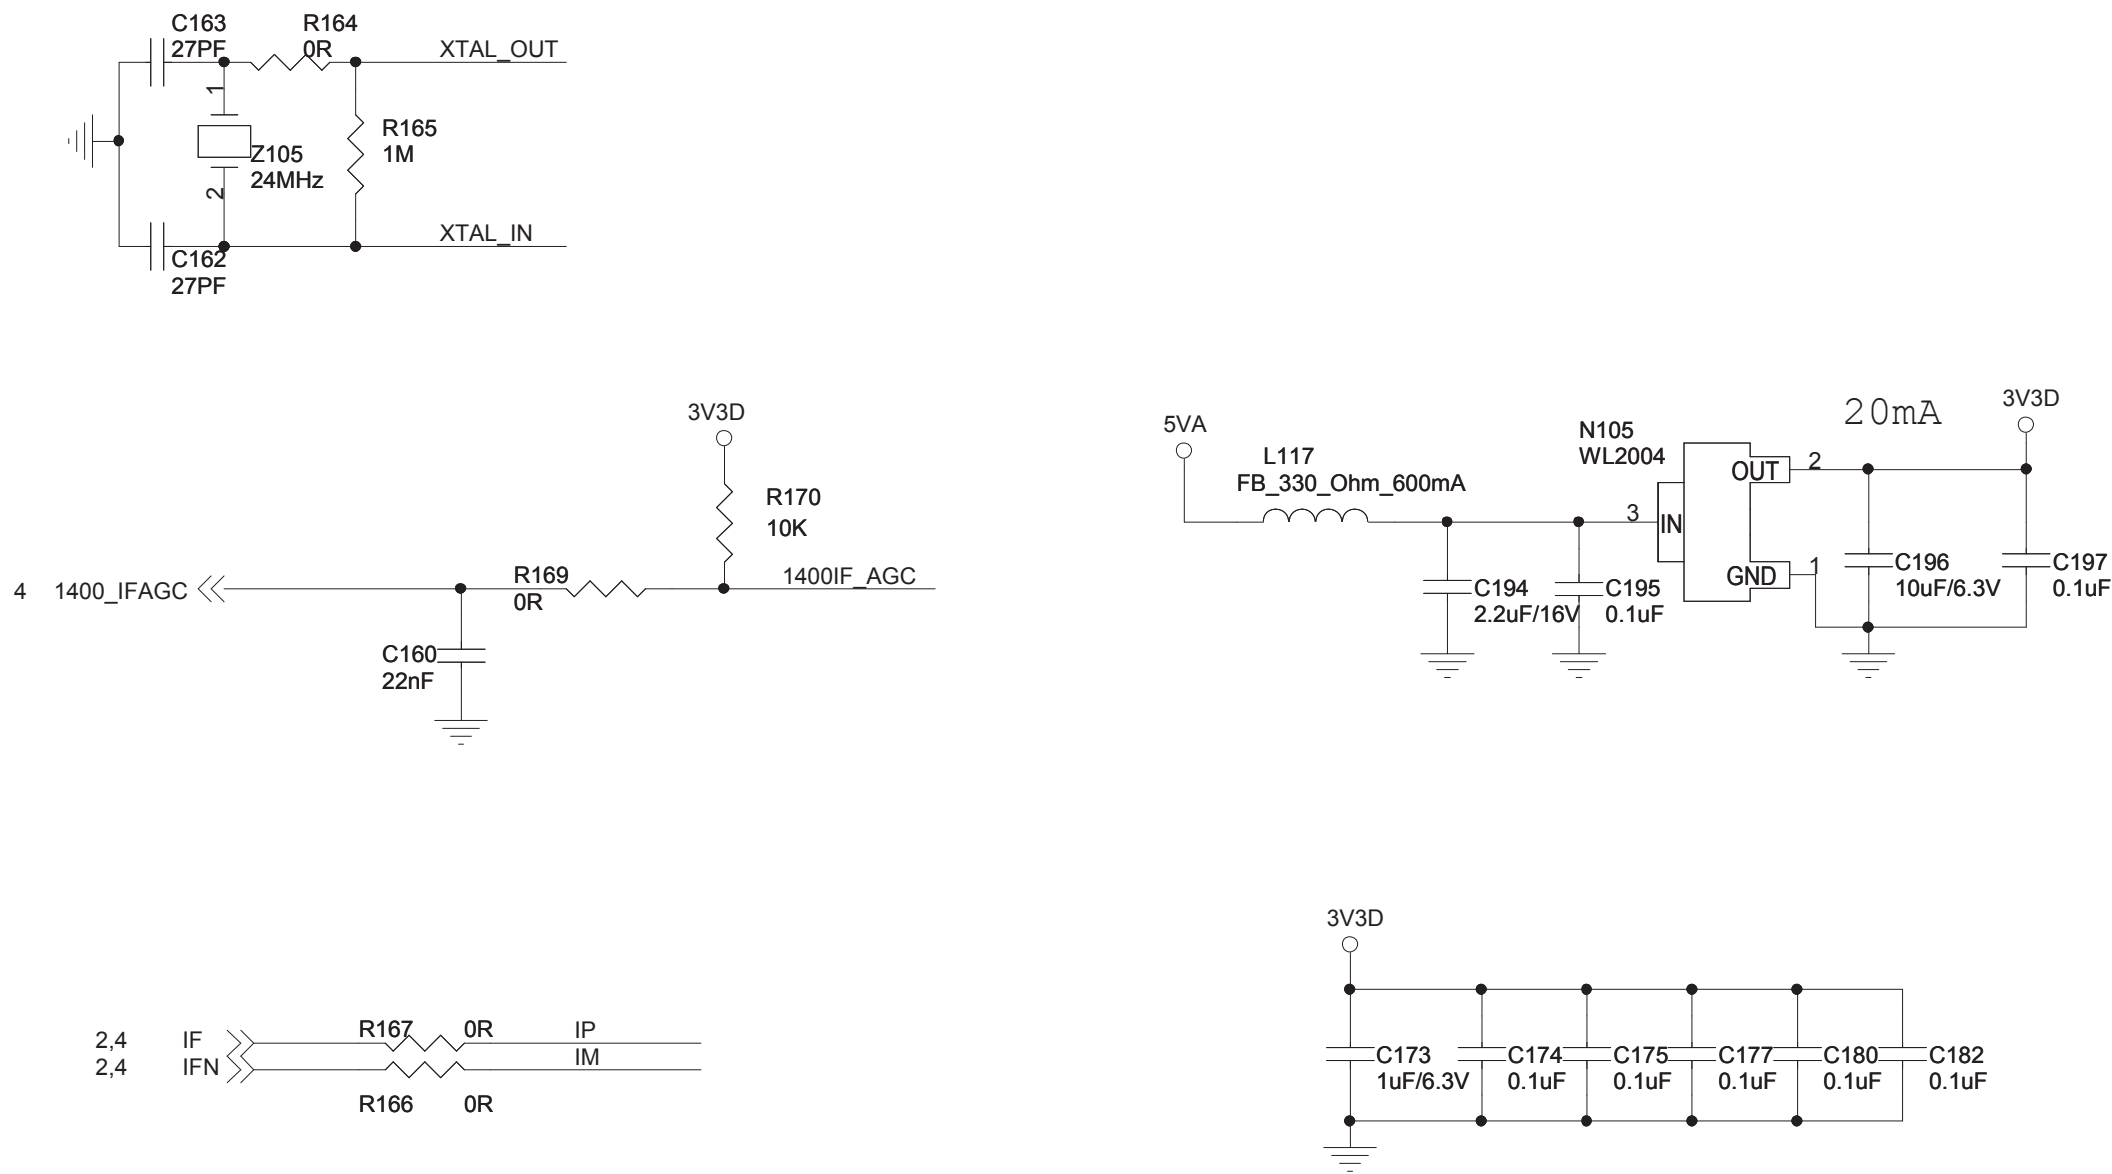 C163
27PF
R164
0R
XTAL_OUT
1
R165
1M
Z105
24MHz
2
XTAL_IN
C162
27PF
3V3D
R170
10K
4 1400_IFAGC
R169
0R
1400IF_AGC
C160
22nF
5VA
L117
FB_330_Ohm_600mA
N105
WL2004
20mA
3V3D
OUT 2
3 IN
GND 1
C194
2.2uF/16V
C195
0.1uF
C196
10uF/6.3V
C197
0.1uF
2,4 IF R167 0R IP
2,4 IFN IM
R166 0R
3V3D
C173 C174 C175 C177 C180 C182
1uF/6.3V 0.1uF 0.1uF 0.1uF 0.1uF 0.1uF